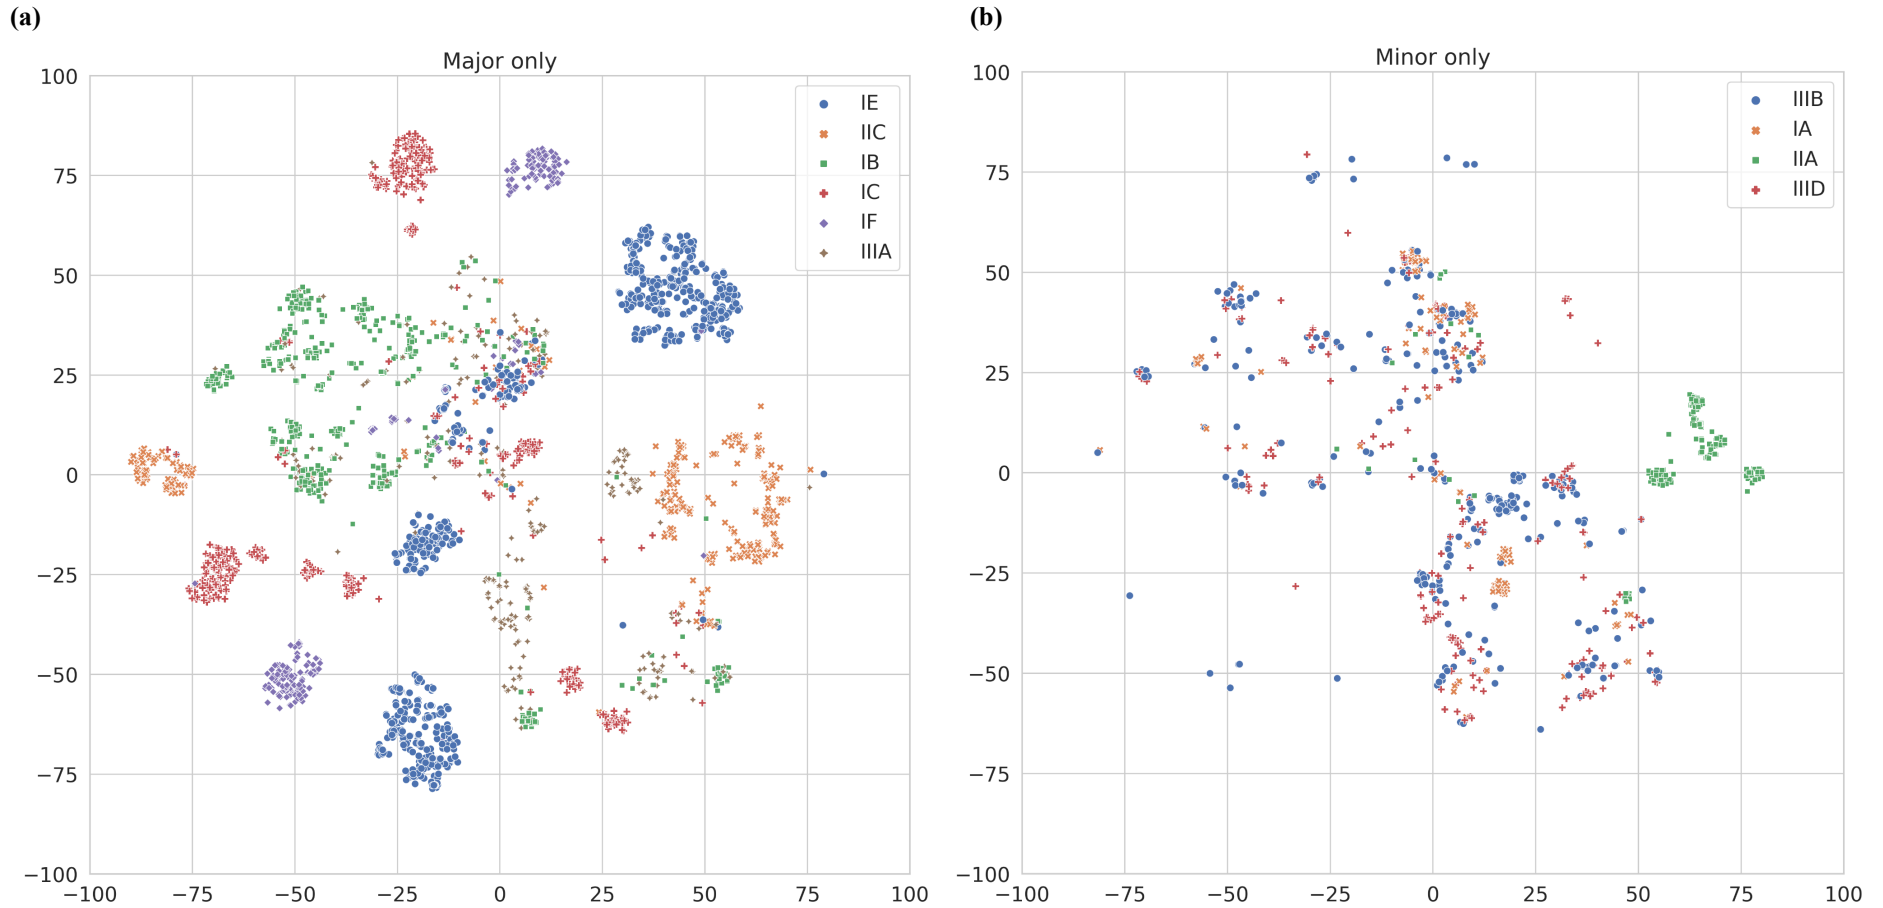 (a)
Major only
100
75
50
25
0
−25
−50
−75
−100
−100 −75 −50 −25 0 25 50 75 100
IE
IIC
IB
IC
IF
IIIA
(b)
Minor only
100
75
50
25
0
−25
−50
−75
−100
−100 −75 −50 −25 0 25 50 75 100
IIIB
IA
IIA
IIID